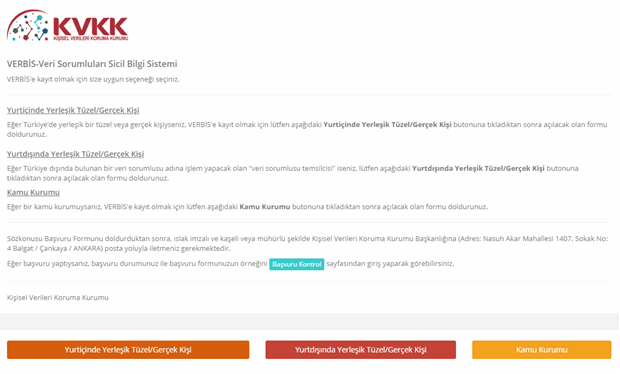 KVKK
KİŞİSEL VERİLERİ KORUMA KURUMU
VERBİS-Veri Sorumluları Sicil Bilgi Sistemi
VERBİS'e kayıt olmak için size uygun seçeneği seçiniz.
Yurtiçinde Yerleşik Tüzel/Gerçek Kişi
Eğer Türkiye'de yerleşik bir tüzel veya gerçek kişiyseniz, VERBİS'e kayıt olmak için lütfen aşağıdaki Yurtiçinde Yerleşik Tüzel/Gerçek Kişi butonuna tıkladıktan sonra açılacak olan formu
doldurunuz.
Yurtdışında Yerleşik Tüzel/Gerçek Kişi
Eğer Türkiye dışında bulunan bir veri sorumlusu adına işlem yapacak olan "veri sorumlusu temsilcisi" iseniz, lütfen aşağıdaki Yurtdışında Yerleşik Tüzel/Gerçek Kişi butonuna
tıkladıktan sonra açılacak olan formu doldurunuz.
Kamu Kurumu
Eğer bir kamu kurumuysanız, VERBİS'e kayıt olmak için lütfen aşağıdaki Kamu Kurumu butonuna tıkladıktan sonra açılacak olan formu doldurunuz.
Sözkonusu Başvuru Formunu doldurduktan sonra, ıslak imzalı ve kaşeli veya mühürlü şekilde Kişisel Verileri Koruma Kurumu Başkanlığına (Adres: Nasuh Akar Mahallesi 1407. Sokak No:
4 Balgat / Çankaya / ANKARA) posta yoluyla iletmeniz gerekmektedir.
Eğer başvuru yaptıysanız, başvuru durumunuz ile başvuru formunuzun örneğini Başvuru Kontrol sayfasından giriş yaparak görebilirsiniz.
Kişisel Verileri Koruma Kurumu
Yurtiçinde Yerleşik Tüzel/Gerçek Kişi
Yurtdışında Yerleşik Tüzel/Gerçek Kişi
Kamu Kurumu